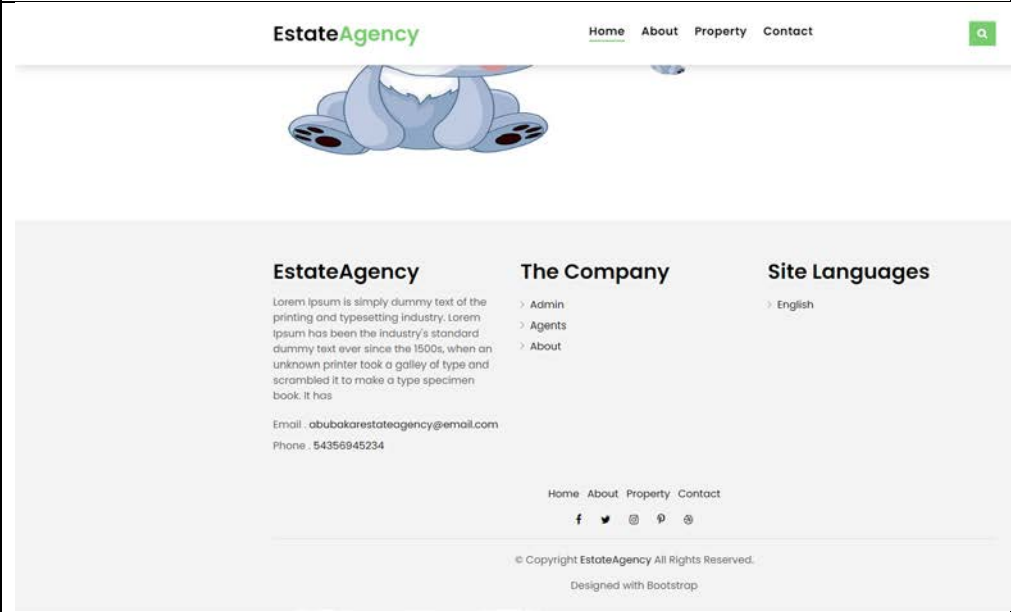 EstateAgency
Home About Property Contact
EstateAgency
Lorem Ipsum is simply dummy text of the
printing and typesetting industry. Lorem
Ipsum has been the industry's standard
dummy text ever since the 1500s, when an
unknown printer took a galley of type and
scrambled it to make a type specimen
book. It has
Email . abubakarestateagency@email.com
Phone . 54356945234
The Company
> Admin
> Agents
> About
Site Languages
> English
Home About Property Contact
© Copyright EstateAgency All Rights Reserved.
Designed with Bootstrap